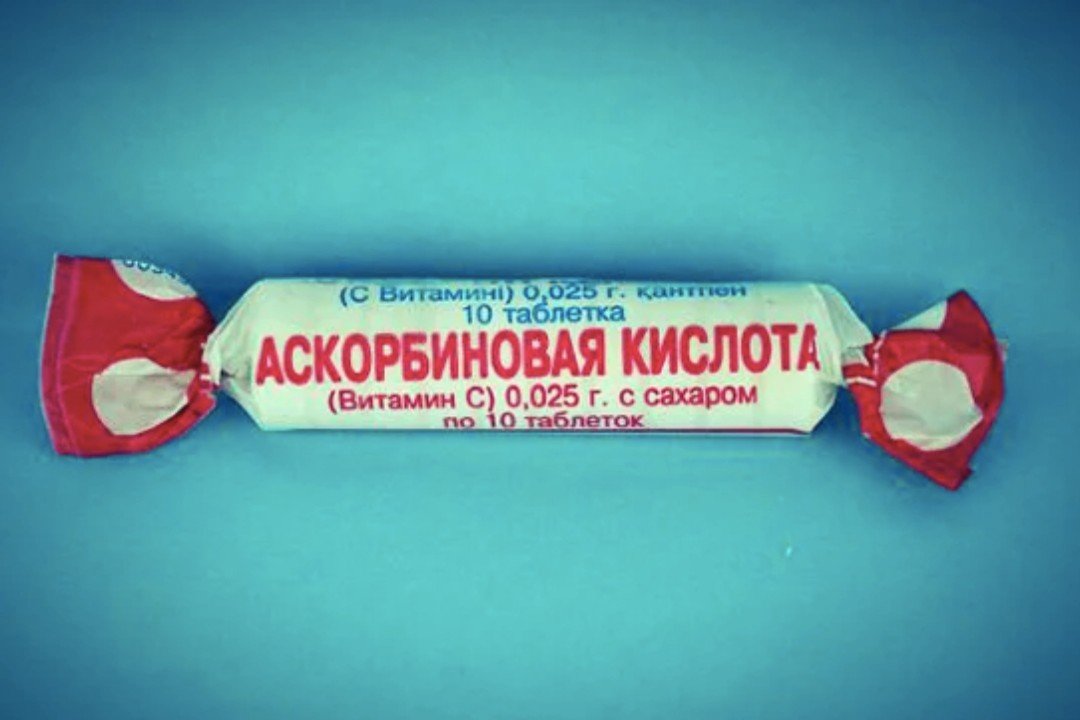 (С Витамині) 0,025 г. қантпен
10 таблетка
АСКОРБИНОВАЯ КИСЛОТА
(Витамин С) 0,025 г. с сахаром
по 10 таблеток